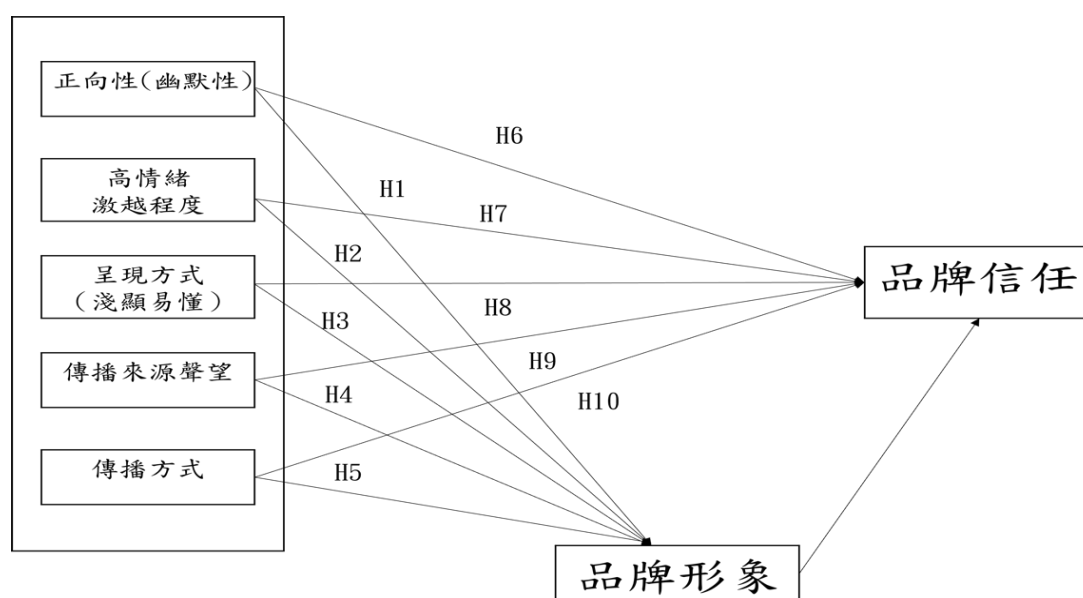 正向性(幽默性)
H6
高情緒
激越程度
H1
H7
呈現方式
(淺顯易懂)
H2
品牌信任
H8
H3
傳播來源聲望
H9
H4
H10
傳播方式
H5
品牌形象